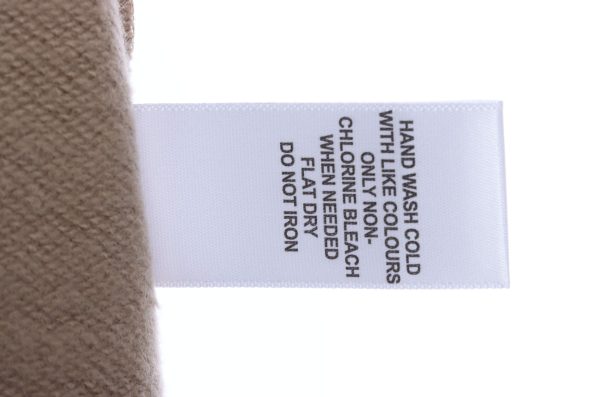 HAND WASH COLD
WITH LIKE COLOURS
ONLY NON-
CHLORINE BLEACH
WHEN NEEDED
FLAT DRY
DO NOT IRON